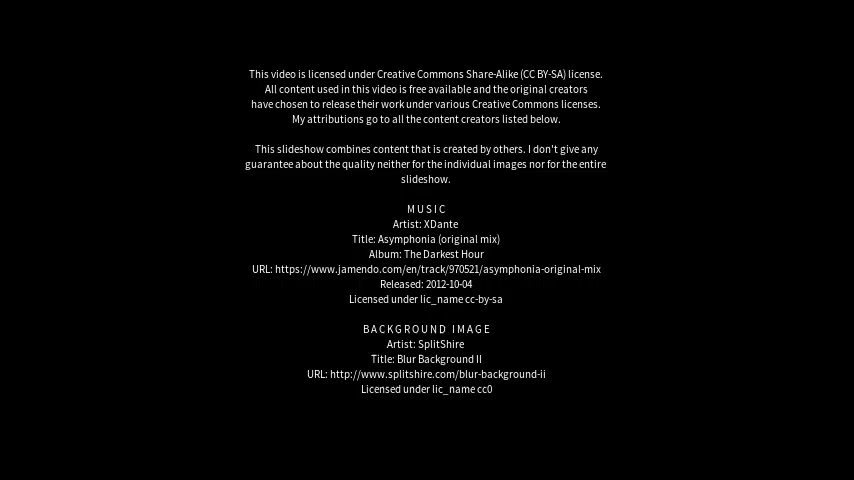 This video is licensed under Creative Commons Share-Alike (CC BY-SA) license.
All content used in this video is free available and the original creators
have chosen to release their work under various Creative Commons licenses.
My attributions go to all the content creators listed below.
This slideshow combines content that is created by others. I don't give any
guarantee about the quality neither for the individual images nor for the entire
slideshow.
MUSIC
Artist: XDante
Title: Asymphonia (original mix)
Album: The Darkest Hour
URL: https://www.jamendo.com/en/track/970521/asymphonia-original-mix
Released: 2012-10-04
Licensed under lic_name cc-by-sa
BACKGROUND IMAGE
Artist: SplitShire
Title: Blur Background II
URL: http://www.splitshire.com/blur-background-ii
Licensed under lic_name cc0